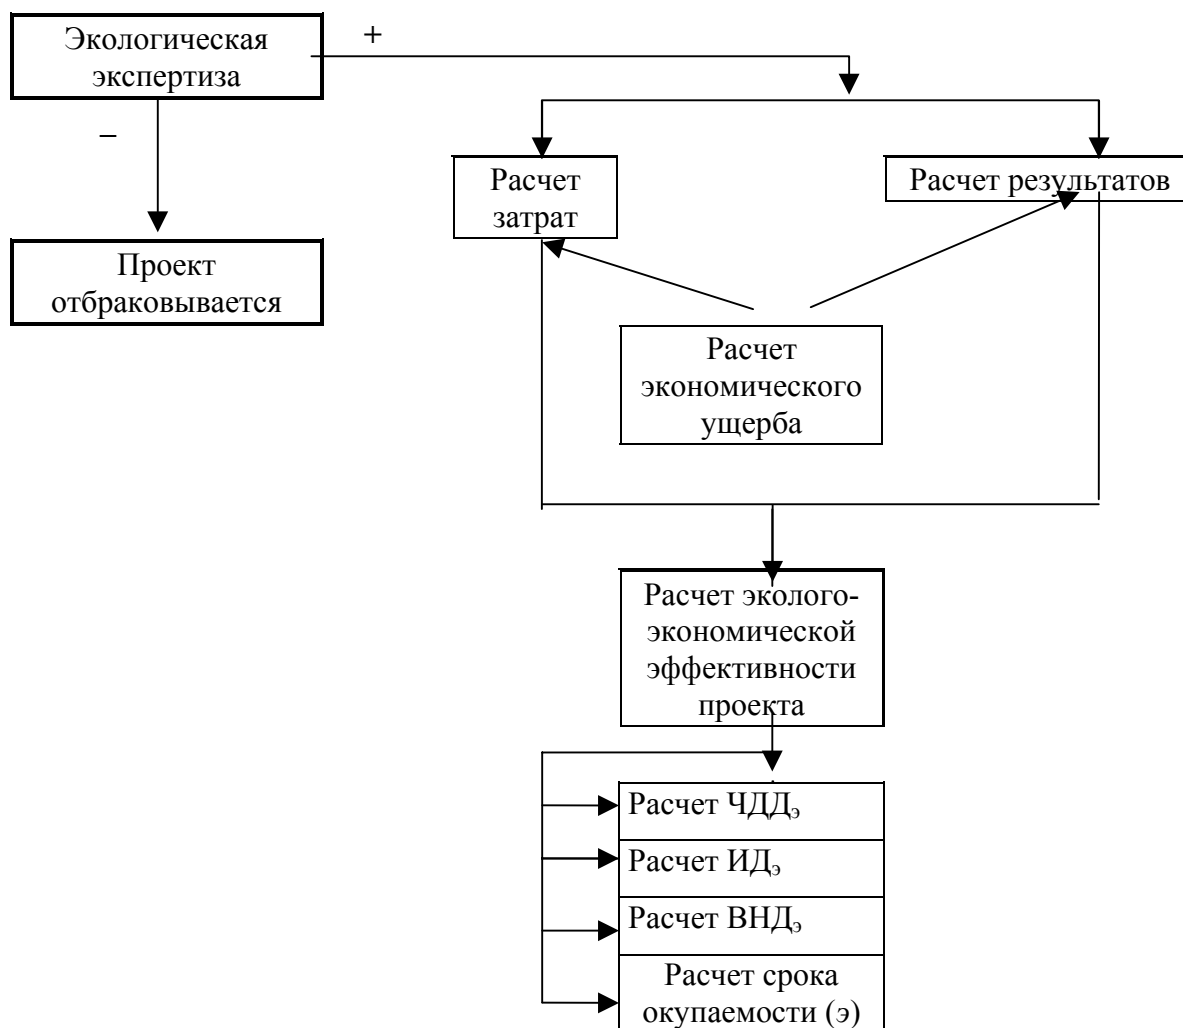 Экологическая
экспертиза
+
–
Проект
отбраковывается
Расчет
затрат
Расчет результатов
Расчет
экономического
ущерба
Расчет эколого-
экономической
эффективности
проекта
Расчет ЧДДэ
Расчет ИДэ
Расчет ВНДэ
Расчет срока
окупаемости (э)